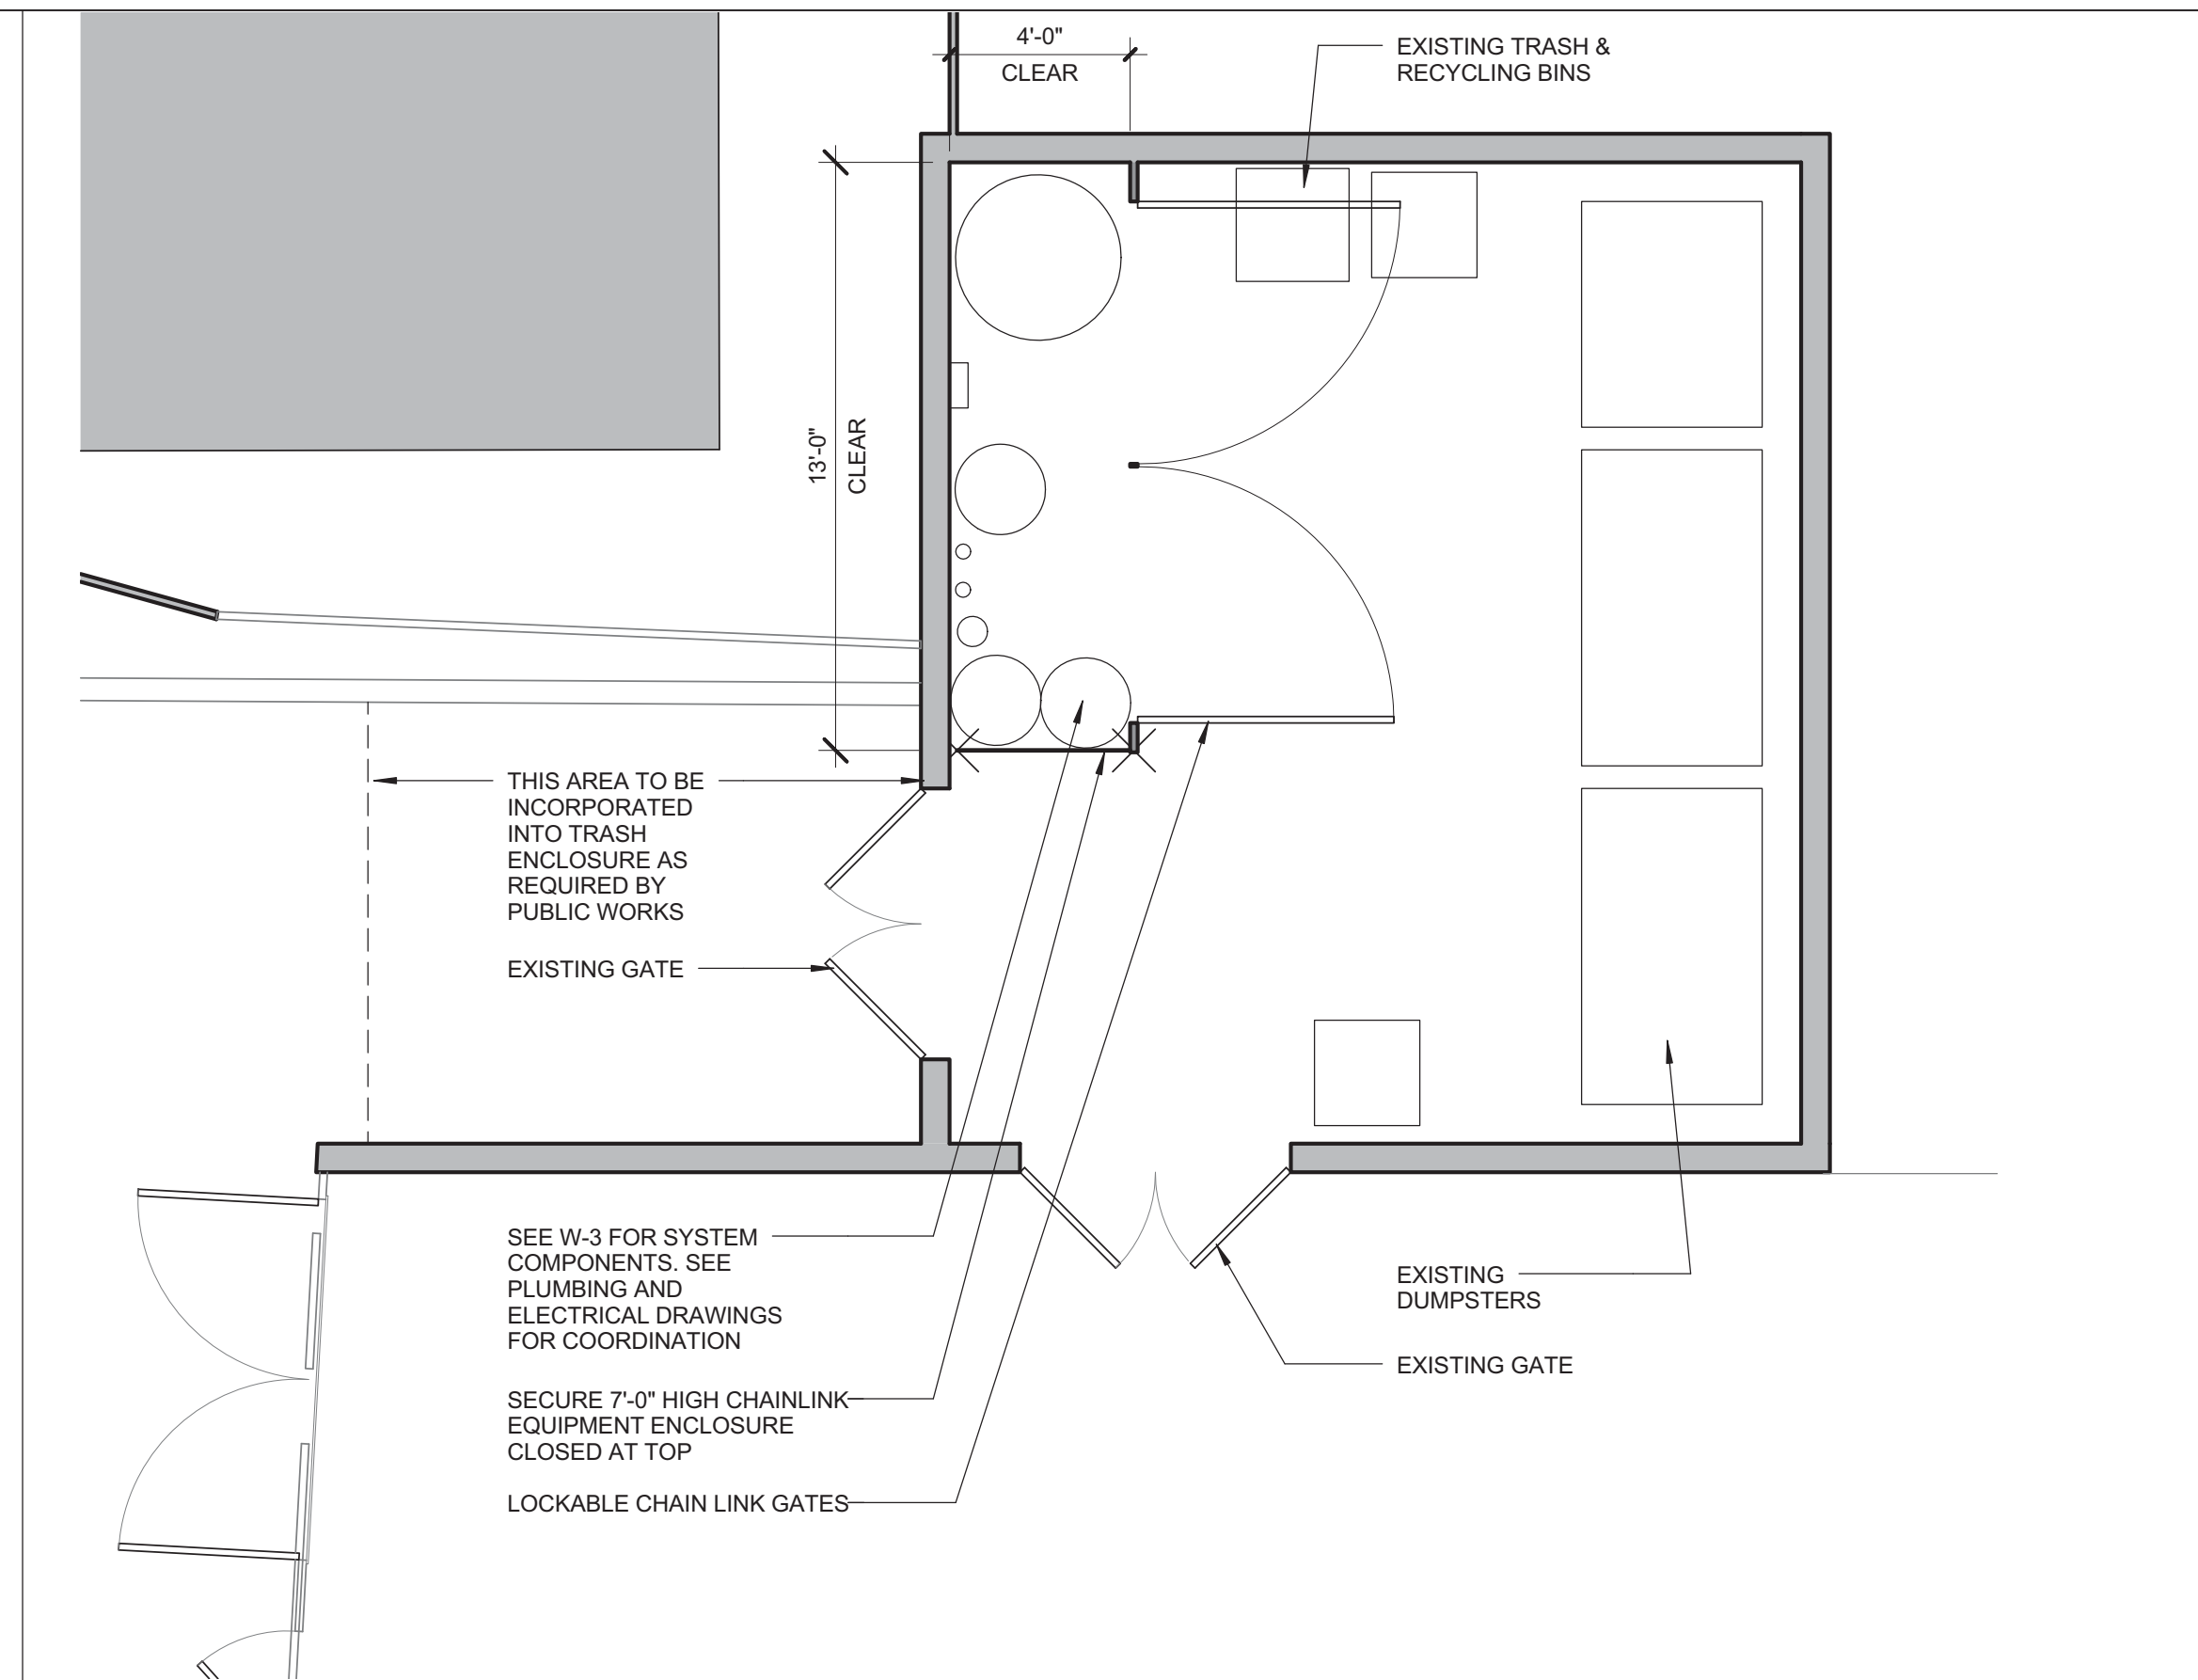 4'-0"
CLEAR
EXISTING TRASH &
RECYCLING BINS
13'-0"
CLEAR
THIS AREA TO BE
INCORPORATED
INTO TRASH
ENCLOSURE AS
REQUIRED BY
PUBLIC WORKS
EXISTING GATE
SEE W-3 FOR SYSTEM
COMPONENTS. SEE
PLUMBING AND
ELECTRICAL DRAWINGS
FOR COORDINATION
SECURE 7'-0" HIGH CHAINLINK
EQUIPMENT ENCLOSURE
CLOSED AT TOP
LOCKABLE CHAIN LINK GATES
EXISTING
DUMPSTERS
EXISTING GATE